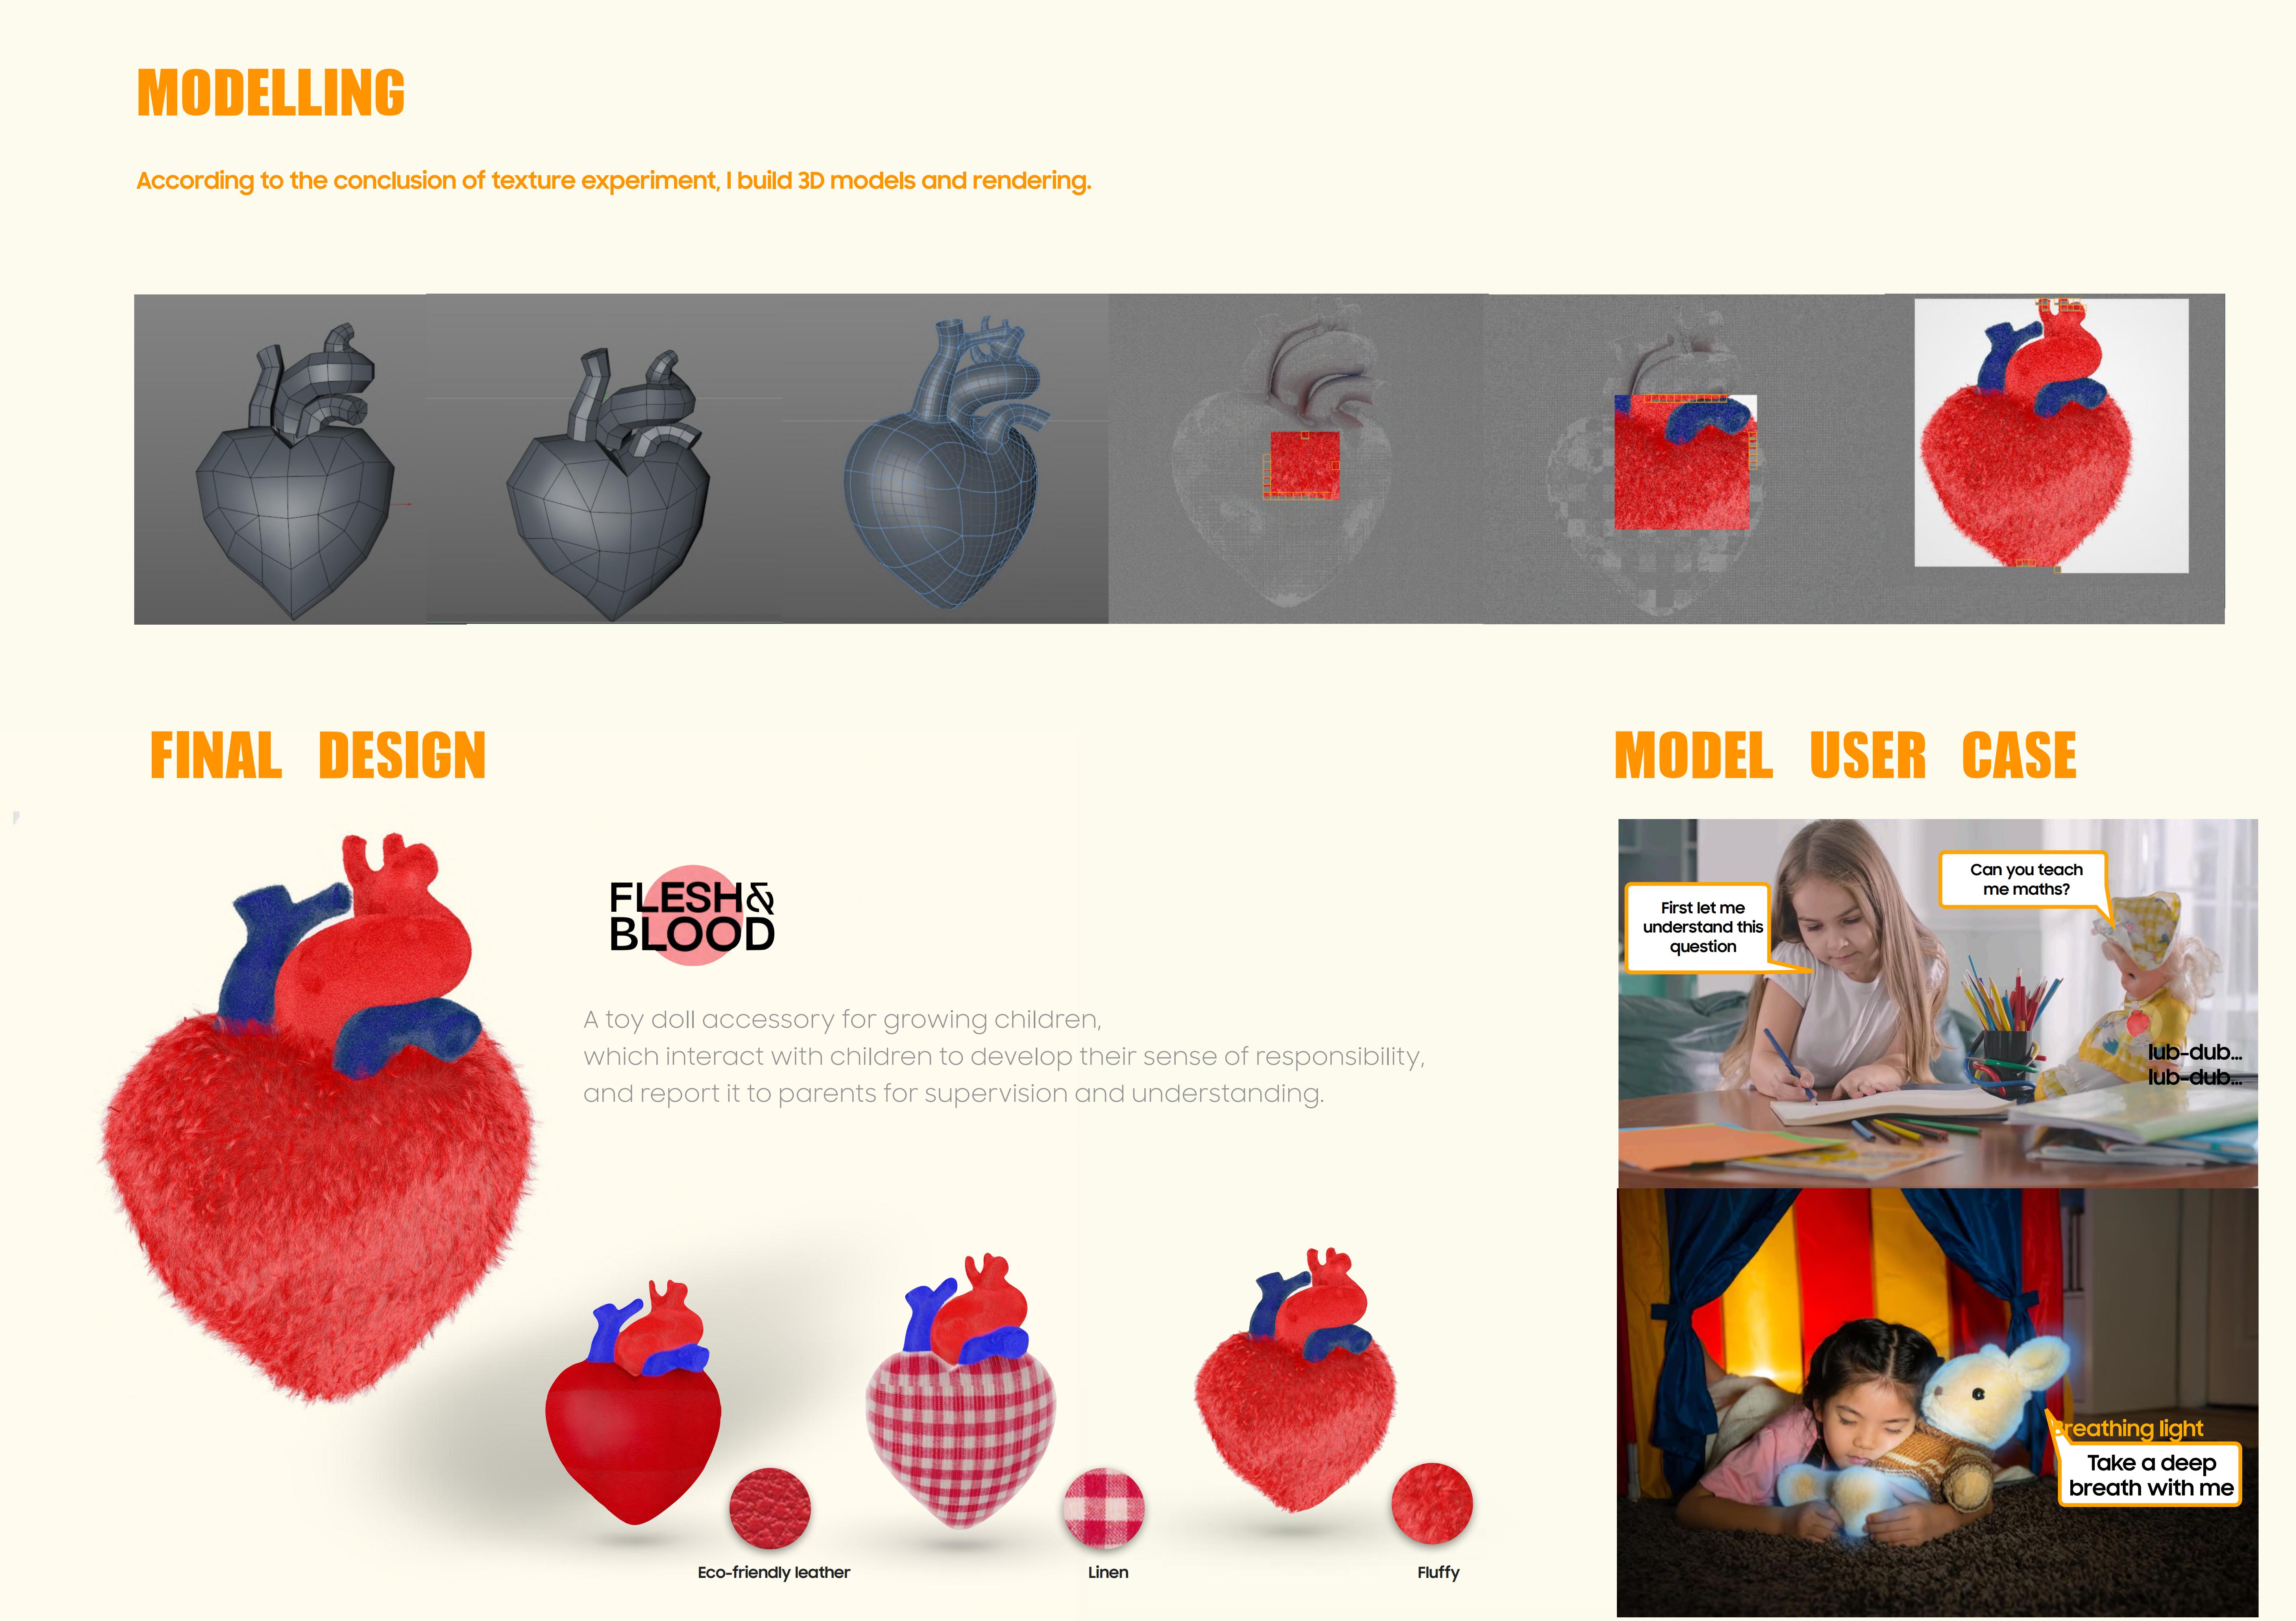 MODELLING
According to the conclusion of texture experiment, I build 3D models and rendering.
FINAL DESIGN
FLESH&
BLOOD
A toy doll accessory for growing children,
which interact with children to develop their sense of responsibility,
and report it to parents for supervision and understanding.
Eco-friendly leather
Linen
Fluffy
MODEL USER CASE
First let me
understand this
question
Can you teach
me maths?
lub-dub...
lub-dub...
Breathing light
Take a deep
breath with me